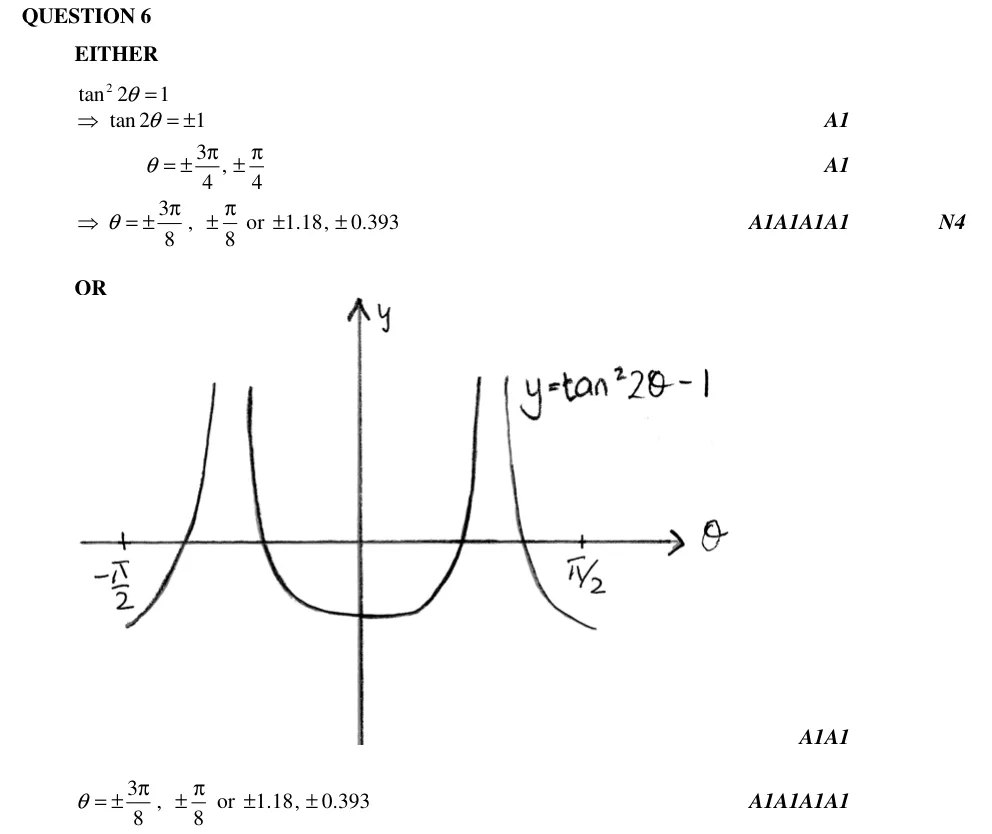 QUESTION 6
EITHER
tan² 2θ = 1
⇒ tan 2θ = ±1 A1
θ = ± 3π/4 , ± π/4 A1
⇒ θ = ± 3π/8 , ± π/8 or ±1.18, ± 0.393 A1A1A1A1 N4
OR
y
y=tan²2θ-1
θ
-π/2
π/2
A1A1
θ = ± 3π/8 , ± π/8 or ±1.18, ± 0.393 A1A1A1A1